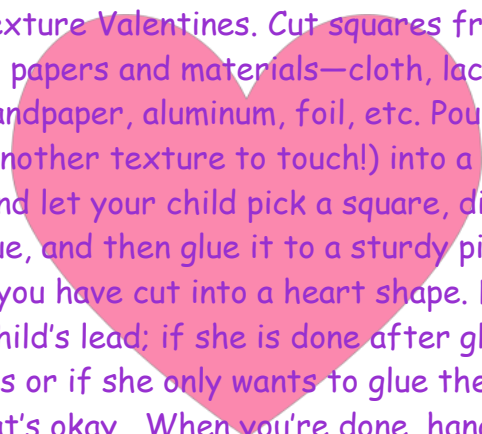 exture Valentines. Cut squares fr
papers and materials—cloth, lac
andpaper, aluminum, foil, etc. Pou
nother texture to touch!) into a
nd let your child pick a square, di
ue, and then glue it to a sturdy pi
you have cut into a heart shape.
hild's lead; if she is done after gl
s or if she only wants to glue the
at's okay. When you're done, hang